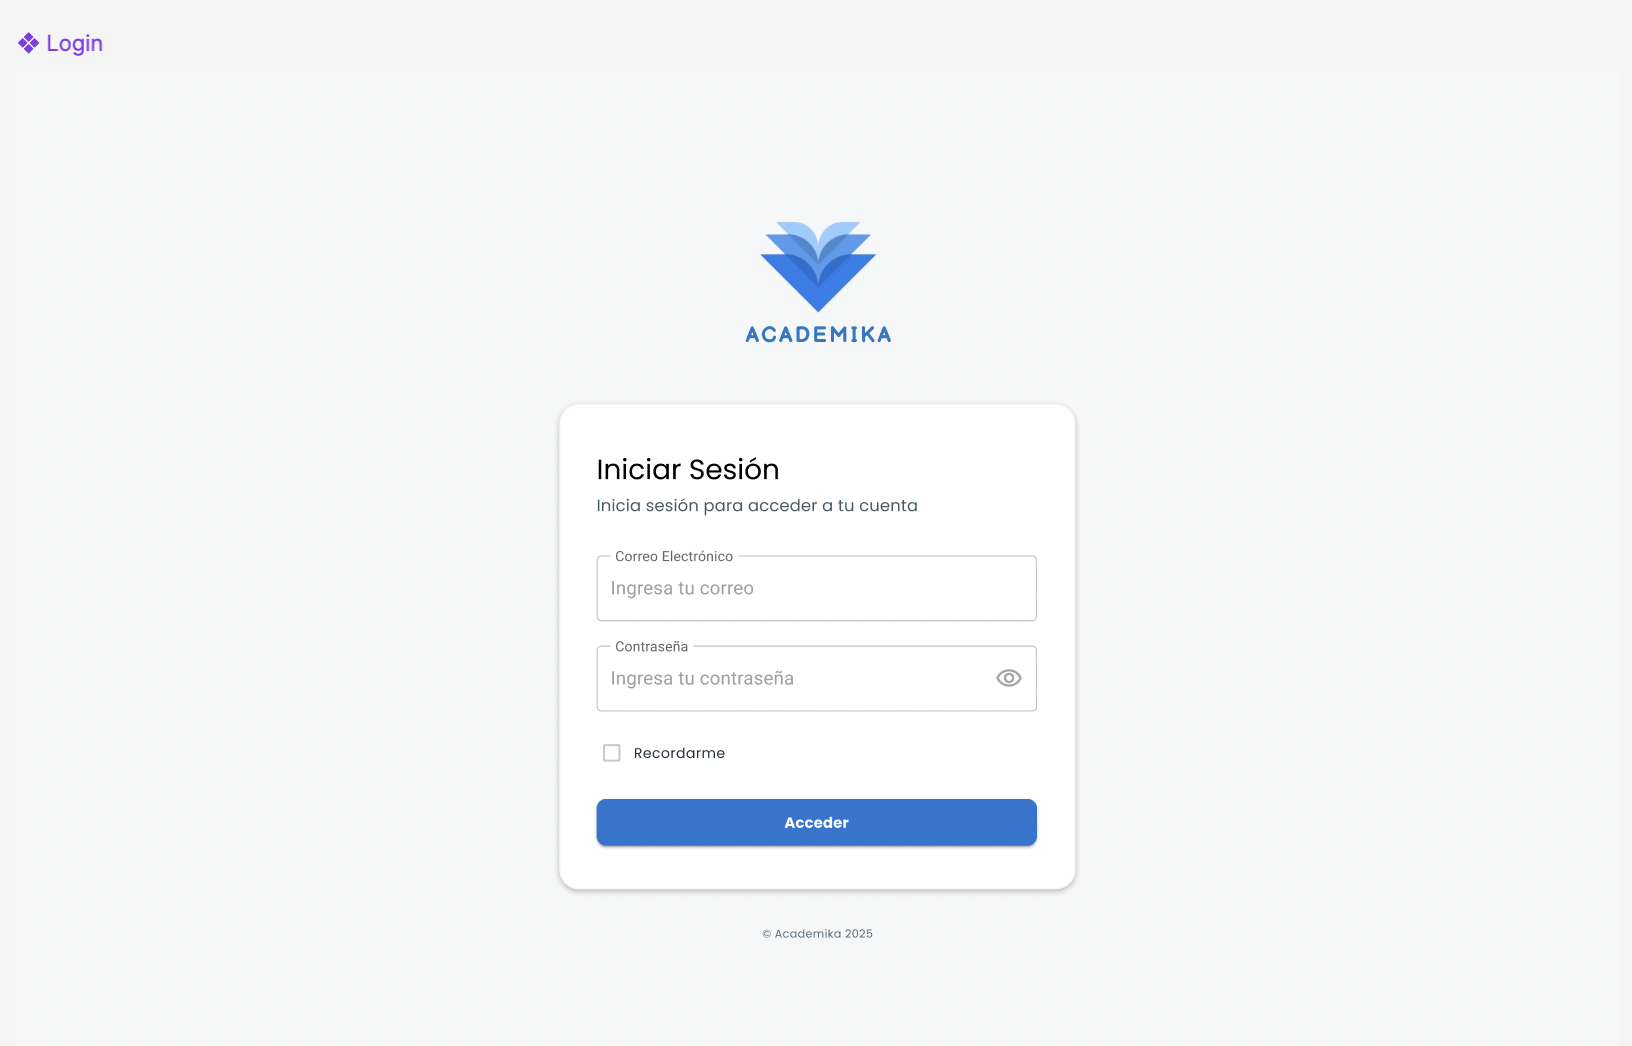 Login
ACADEMIKA
Iniciar Sesión
Inicia sesión para acceder a tu cuenta
Correo Electrónico
Ingresa tu correo
Contraseña
Ingresa tu contraseña
Recordarme
Acceder
© Academika 2025